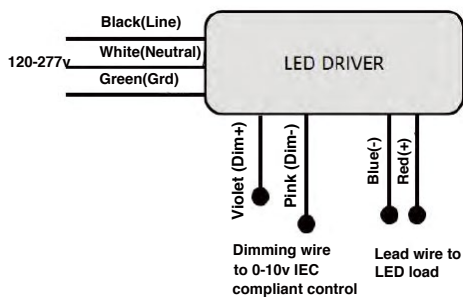 Black(Line)
White(Neutral)
120-277v
Green(Grd)
LED DRIVER
Violet (Dim+)
Pink (Dim-)
Blue(-)
Red(+)
Dimming wire
to 0-10v IEC
compliant control
Lead wire to
LED load